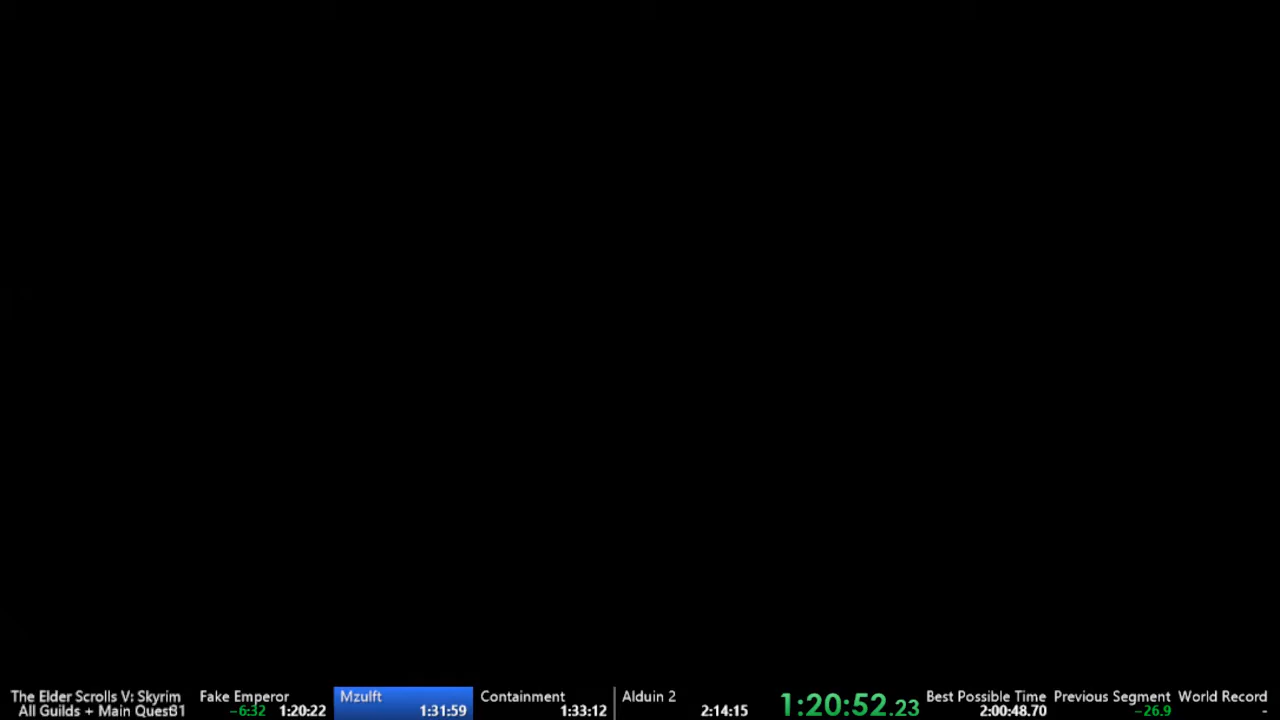 The Elder Scrolls V: Skyrim
All Guilds + Main Quest
31
Fake Emperor
-6:32 1:20:22
Mzulft
1:31:59
Containment
1:33:12
Alduin 2
2:14:15
1:20:52.23
Best Possible Time
2:00:48.70
Previous Segment
-26.9
World Record
-